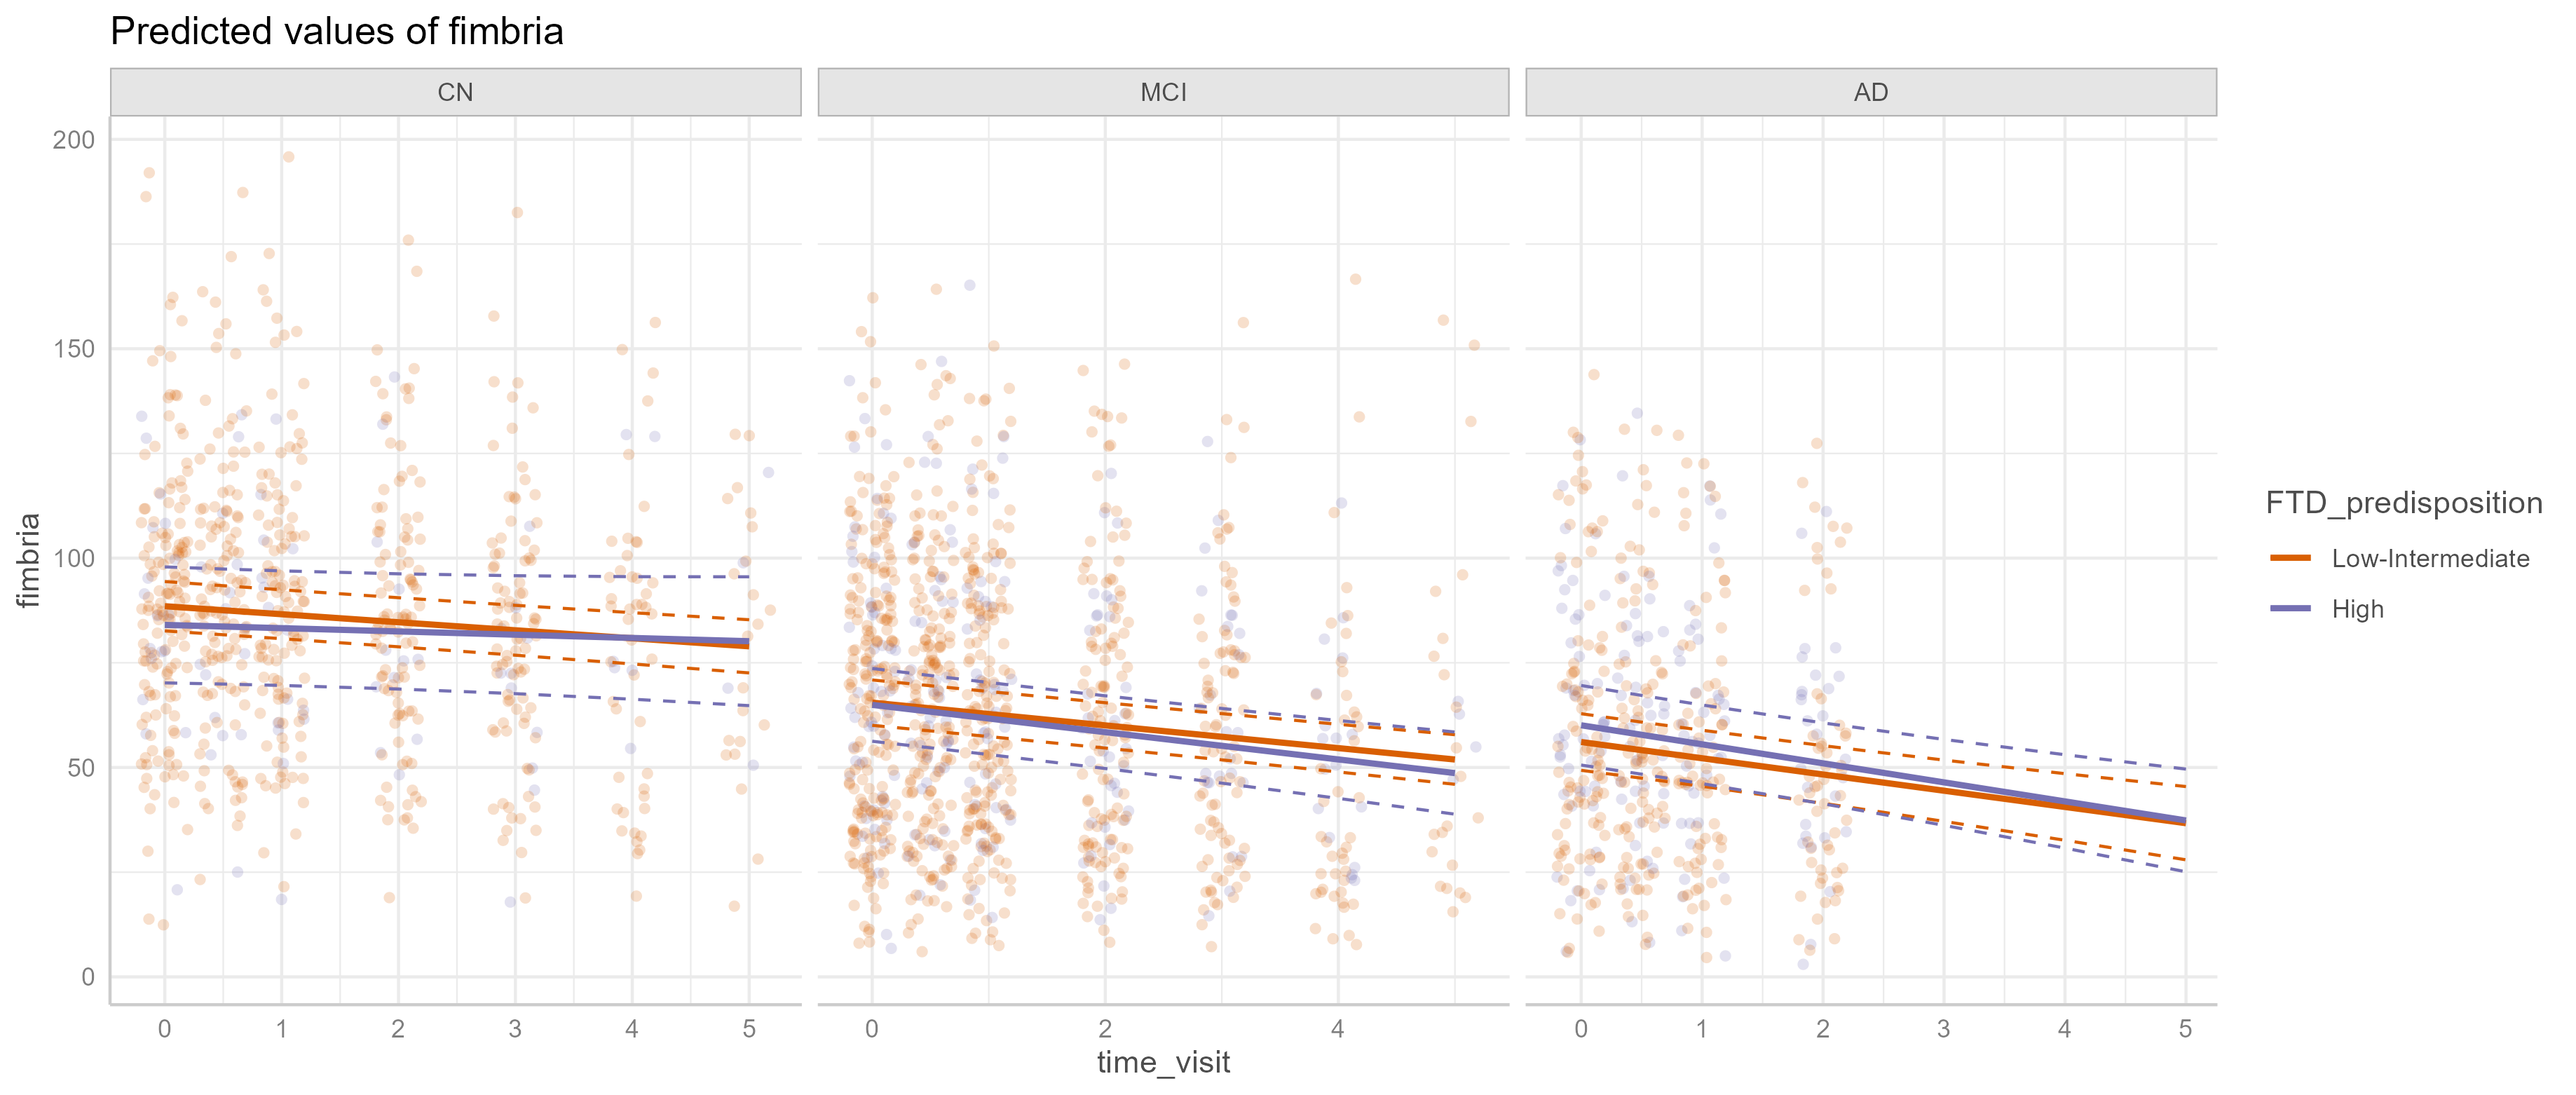 Predicted values of fimbria
CN
MCI
AD
200
150
100
50
0
fimbria
0 1 2 3 4 5
0 2 4
0 1 2 3 4 5
time_visit
FTD_predisposition
Low-Intermediate
High